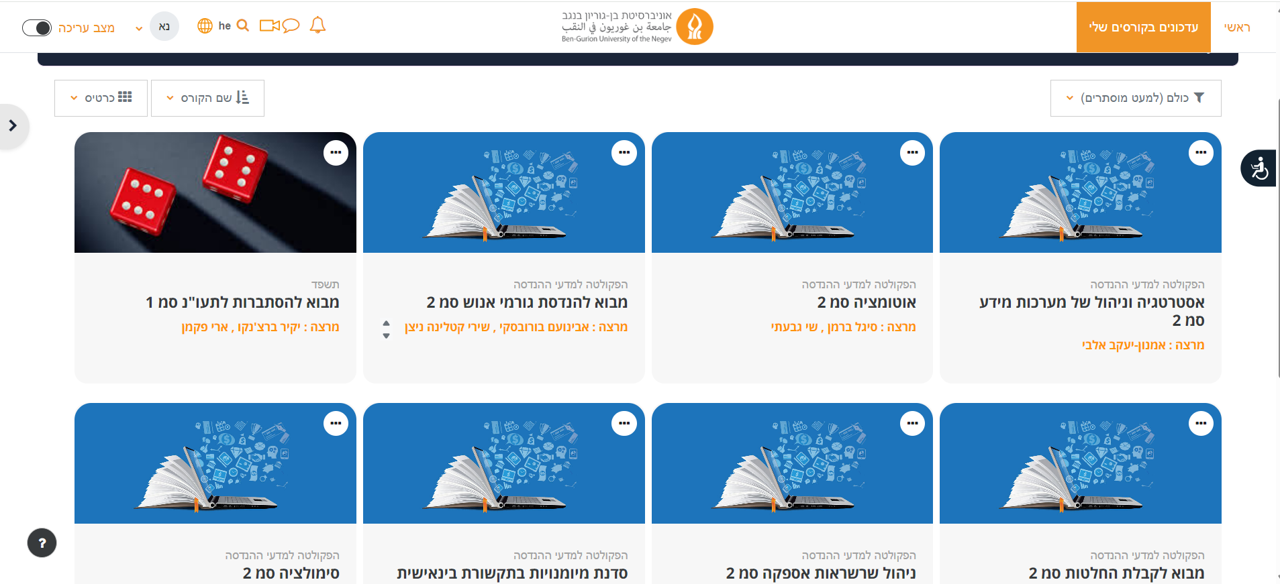 ראשי
עדכונים בקורסים שלי
אוניברסיטת בן-גוריון בנגב
جامعة بن غوريون في النقب
Ben-Gurion University of the Negev
he
נא
מצב עריכה
כולם (למעט מוסתרים)
שם הקורס
כרטיס
הפקולטה למדעי ההנדסה
אסטרטגיה וניהול של מערכות מידע
סמ 2
מרצה : אמנון-יעקב אלבי
הפקולטה למדעי ההנדסה
אוטומציה סמ 2
מרצה : סיגל ברמן , שי גבעתי
הפקולטה למדעי ההנדסה
מבוא להנדסת גורמי אנוש סמ 2
מרצה : אבינועם בורובסקי , שירי קטלינה ניצן
תשפד
מבוא להסתברות לתעו"נ סמ 1
מרצה : יקיר ברצ'נקו , ארי פקמן
הפקולטה למדעי ההנדסה
מבוא לקבלת החלטות סמ 2
הפקולטה למדעי ההנדסה
ניהול שרשראות אספקה סמ 2
הפקולטה למדעי ההנדסה
סדנת מיומנויות בתקשורת בינאישית
הפקולטה למדעי ההנדסה
סימולציה סמ 2
?